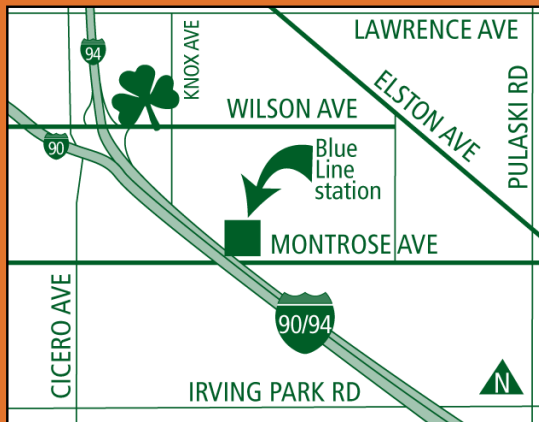 LAWRENCE AVE
94
KNOX AVE
ELSTON AVE
PULASKI RD
WILSON AVE
90
Blue
Line
station
MONTROSE AVE
CICERO AVE
90/94
IRVING PARK RD
N